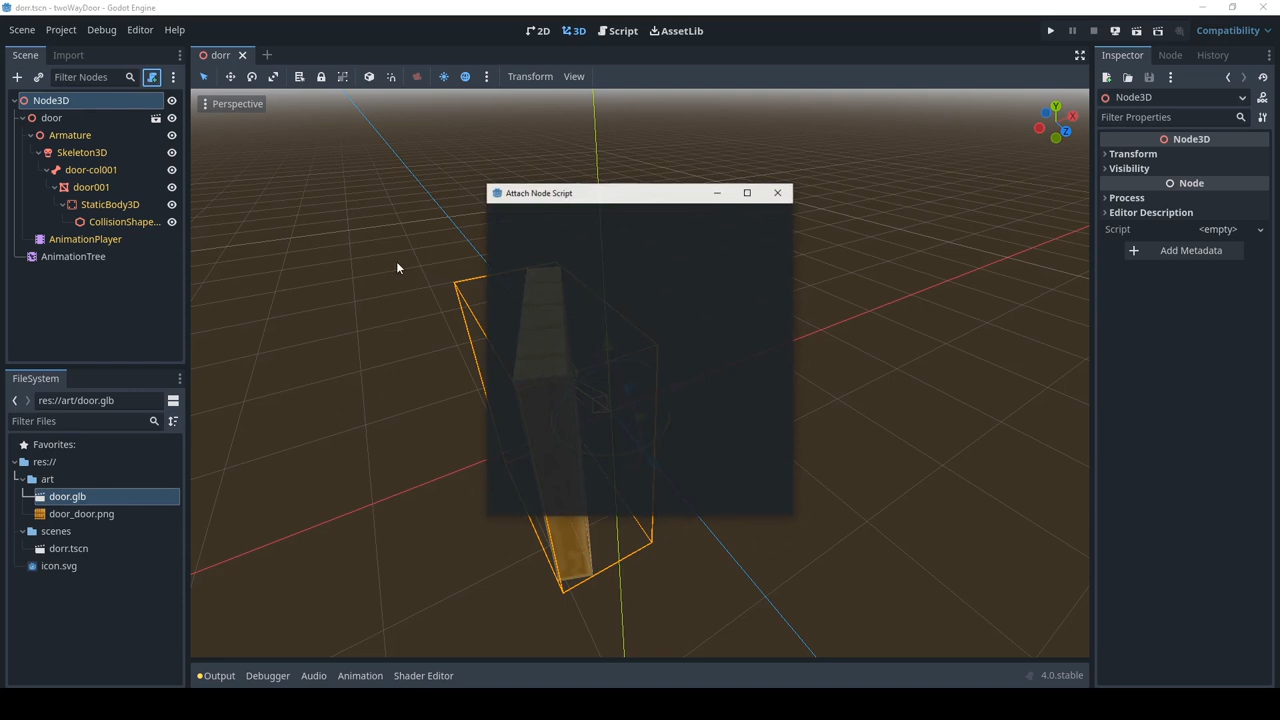 dorr.tscn - twoWayDoor - Godot Engine
Scene Project Debug Editor Help
2D 3D Script AssetLib
Compatibility
Scene Import
dorr
Inspector Node History
Filter Nodes
Transform View
Node3D
Perspective
Y
X
Z
Node3D
door
Filter Properties
Armature
Node3D
Skeleton3D
Transform
door-col001
Visibility
door001
Node
Attach Node Script
StaticBody3D
Process
CollisionShape...
Editor Description
AnimationPlayer
Script <empty>
AnimationTree
Add Metadata
FileSystem
res://art/door.glb
Filter Files
Favorites:
res://
art
door.glb
door_door.png
scenes
dorr.tscn
icon.svg
Output Debugger Audio Animation Shader Editor
4.0.stable